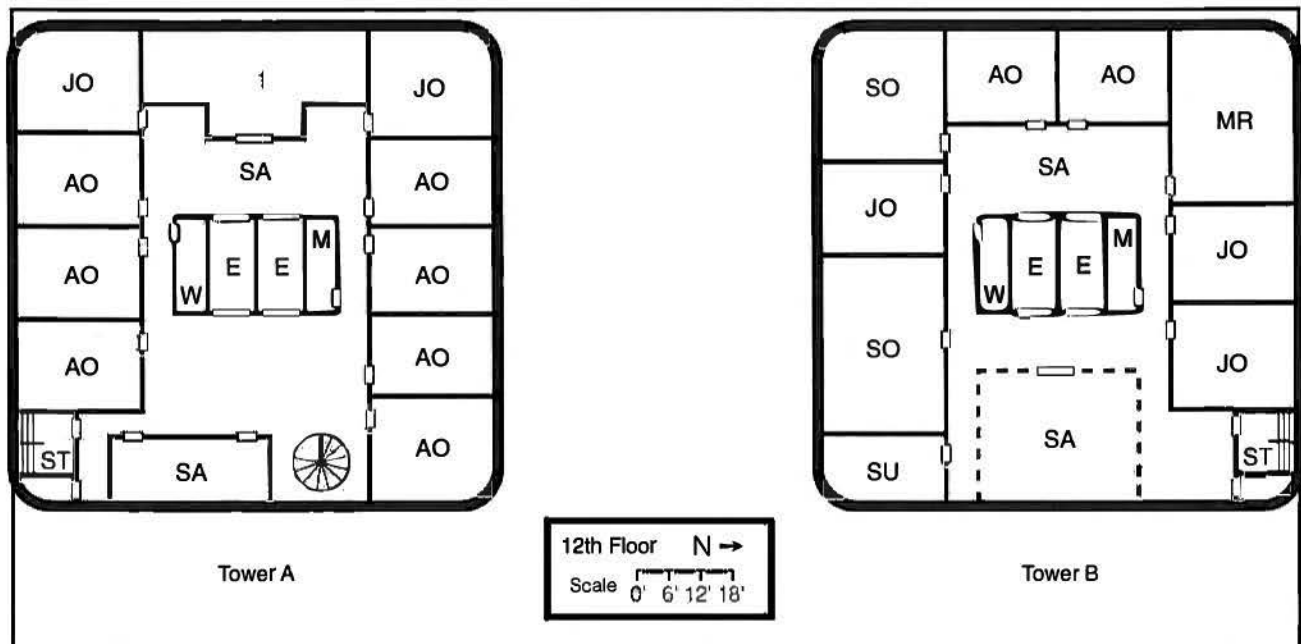 JO 1 JO
AO SA AO
W E E M
AO AO
AO AO
ST SA AO
SO AO AO MR
JO SA JO
W E E M
SO JO
SU SA ST
Tower A
12th Floor N →
Scale 0' 6' 12' 18'
Tower B